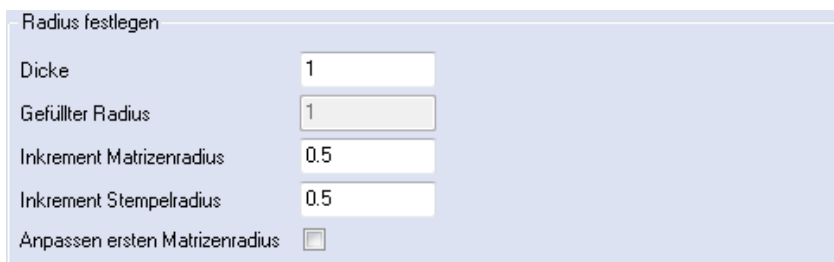 Radius festlegen
Dicke 1
Gefüllter Radius 1
Inkrement Matrizenradius 0.5
Inkrement Stempelradius 0.5
Anpassen ersten Matrizenradius